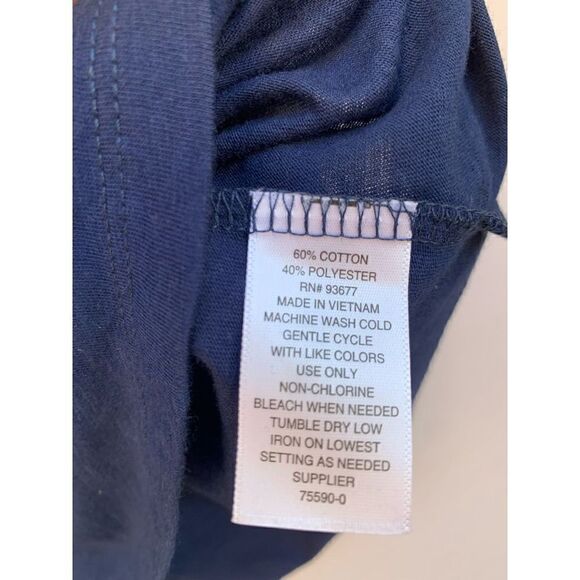 60% COTTON
40% POLYESTER
RN# 93677
MADE IN VIETNAM
MACHINE WASH COLD
GENTLE CYCLE
WITH LIKE COLORS
USE ONLY
NON-CHLORINE
BLEACH WHEN NEEDED
TUMBLE DRY LOW
IRON ON LOWEST
SETTING AS NEEDED
SUPPLIER
75590-0